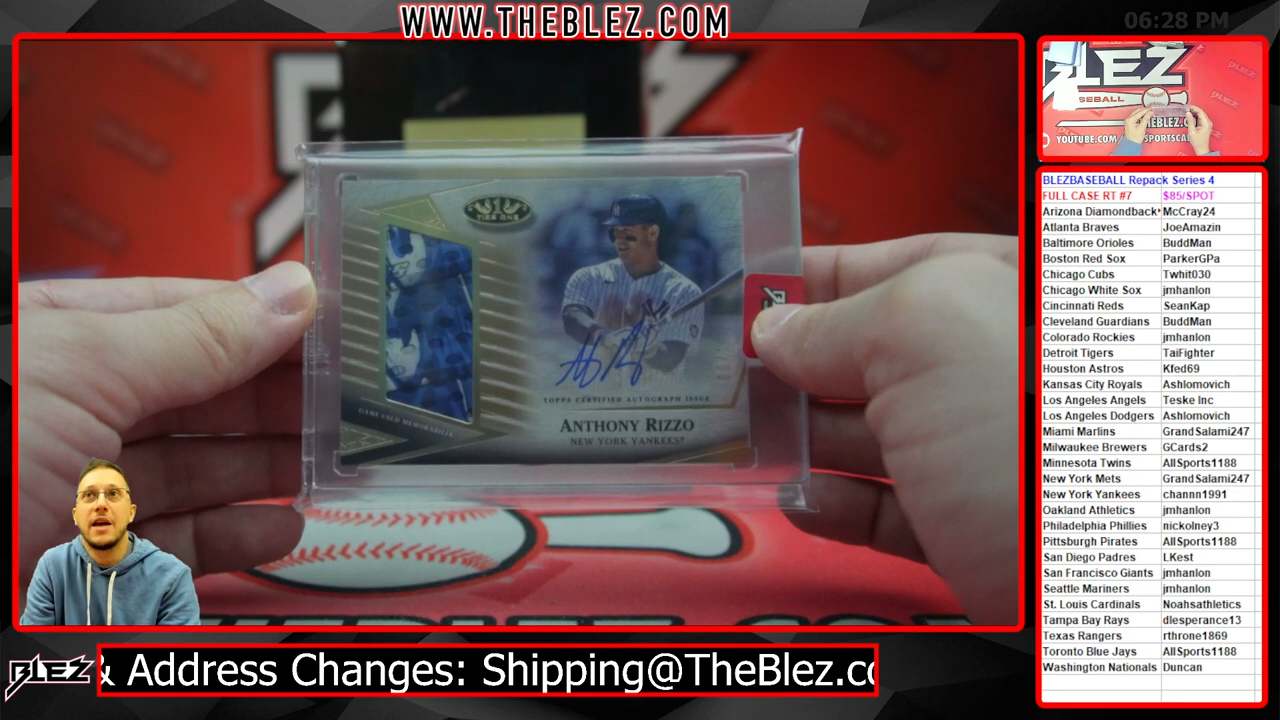 WWW.THEBLEZ.COM
06:28 PM
BLEZ
BASEBALL
YOUTUBE.COM/
TIER ONE
GAME-USED MEMORABILIA
TOPPS CERTIFIED AUTOGRAPH ISSUE
ANTHONY RIZZO
NEW YORK YANKEES
BLEZBASEBALL Repack Series 4
FULL CASE RT #7 $85/SPOT
Arizona Diamondback McCray24
Atlanta Braves JoeAmazin
Baltimore Orioles BuddMan
Boston Red Sox ParkerGPa
Chicago Cubs Twhit030
Chicago White Sox jmhanlon
Cincinnati Reds SeanKap
Cleveland Guardians BuddMan
Colorado Rockies jmhanlon
Detroit Tigers TaiFighter
Houston Astros Kfed69
Kansas City Royals Ashlomovich
Los Angeles Angels Teske Inc
Los Angeles Dodgers Ashlomovich
Miami Marlins GrandSalami247
Milwaukee Brewers GCards2
Minnesota Twins AllSports1188
New York Mets GrandSalami247
New York Yankees channn1991
Oakland Athletics jmhanlon
Philadelphia Phillies nickolney3
Pittsburgh Pirates AllSports1188
San Diego Padres LKest
San Francisco Giants jmhanlon
Seattle Mariners jmhanlon
St. Louis Cardinals Noahsathletics
Tampa Bay Rays dlesperance13
Texas Rangers rthrone1869
Toronto Blue Jays AllSports1188
Washington Nationals Duncan
BLEZ
& Address Changes: Shipping@TheBlez.co